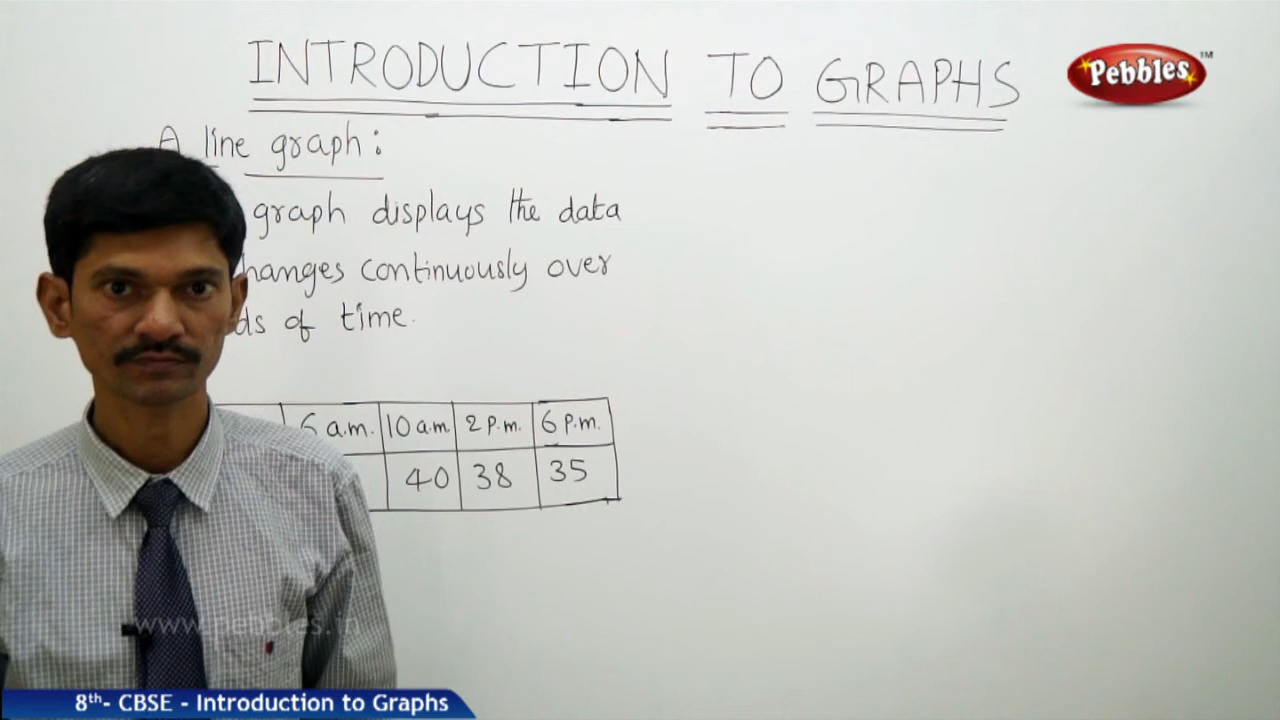 INTRODUCTION TO GRAPHS
Pebbles™
A line graph:
graph displays the data
hanges continuously over
ds of time.
6 a.m. 10 a.m 2 p.m. 6 p.m.
40 38 35
www.pebbles.in
8th- CBSE - Introduction to Graphs